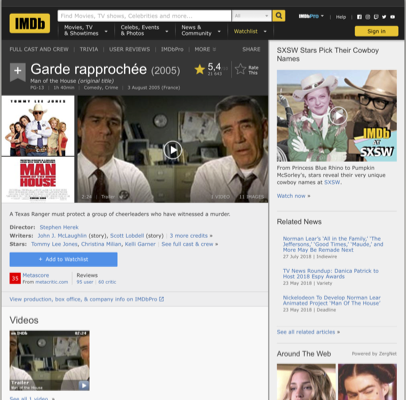 IMDb
Find Movies, TV shows, Celebrities and more...
All
IMDbPro
Help
Movies, TV
& Showtimes
Celebs, Events
& Photos
News &
Community
Watchlist
Sign in
FULL CAST AND CREW | TRIVIA | USER REVIEWS | IMDbPro | MORE
SHARE
+
Garde rapprochée (2005)
Man of the House (original title)
PG-13 | 1h 40min | Comedy, Crime | 3 August 2005 (France)
5,4
Rate
This
TOMMY LEE JONES
MAN OF THE
HOUSE
Trailer
1 VIDEO | 11 IMAGES
A Texas Ranger must protect a group of cheerleaders who have witnessed a murder.
Director: Stephen Herek
Writers: John J. McLaughlin (story), Scott Lobdell (story) | 3 more credits »
Stars: Tommy Lee Jones, Christina Milian, Kelli Garner | See full cast & crew »
+ Add to Watchlist
35
Metascore
From metacritic.com
Reviews
95 user | 60 critic
View production, box office, & company info on IMDbPro
Videos
IMDb
Trailer
Man of the House
See all 1 video »
SXSW Stars Pick Their Cowboy
Names
IMDb
AT
SXSW
From Princess Blue Rhino to Pumpkin
McSorley's, stars reveal their very
unique cowboy names at SXSW.
Watch now »
Related News
Norman Lear's 'All in the Family,' 'The
Jeffersons,' 'Good Times,' 'Maude,' and
More May Be Remade Next
27 July 2018 | Indiewire
TV News Roundup: Danica Patrick to
Host 2018 Espy Awards
23 May 2018 | Variety
Nickelodeon To Develop Norman Lear
Animated Project 'Man Of The House'
23 May 2018 | Deadline
See all related articles »
Around The Web
Powered by ZergNet